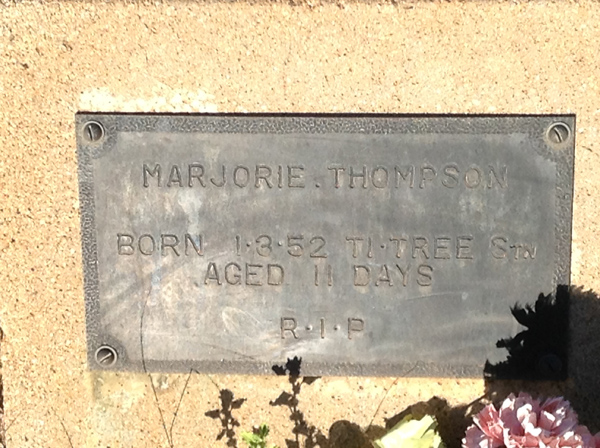 MARJORIE.THOMPSON
BORN 1·3·52 TI·TREE STN
AGED 11 DAYS
R·I·P